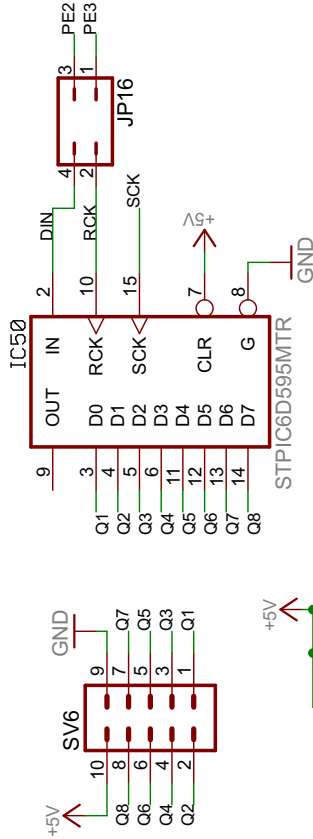 PE2
PE3
3
1
JP16
4
2
DIN
RCK
SCK
+5V
GND
2
10
15
7
8
IC50
IN
RCK
SCK
CLR
G
OUT
D0
D1
D2
D3
D4
D5
D6
D7
STPIC6D595MTR
9
3
4
5
6
11
12
13
14
Q1
Q2
Q3
Q4
Q5
Q6
Q7
Q8
GND
Q7
Q5
Q3
Q1
9
7
5
3
1
SV6
10
8
6
4
2
+5V
Q8
Q6
Q4
Q2
+5V